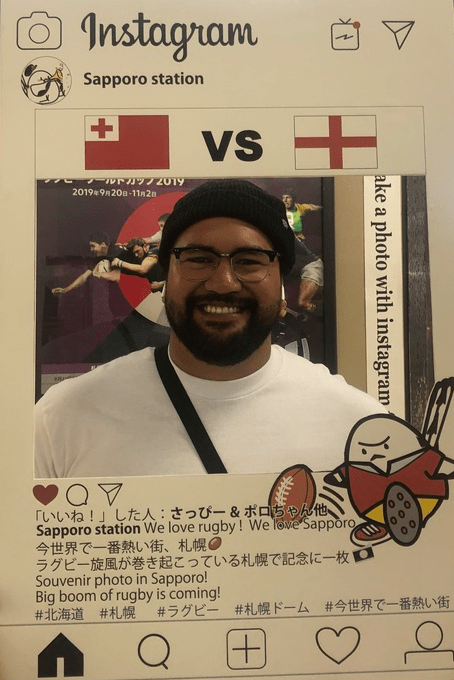 Instagram
Sapporo station
VS
ールドカップ2019
2019年9月20日-11月2日
ake a photo with instagram
「いいね！」した人：さっぴー & ポロちゃん他
Sapporo station We love rugby！ We love Sapporo
今世界で一番熱い街、札幌
ラグビー旋風が巻き起こっている札幌で記念に一枚
Souvenir photo in Sapporo!
Big boom of rugby is coming!
#北海道 #札幌 #ラグビー #札幌ドーム #今世界で一番熱い街